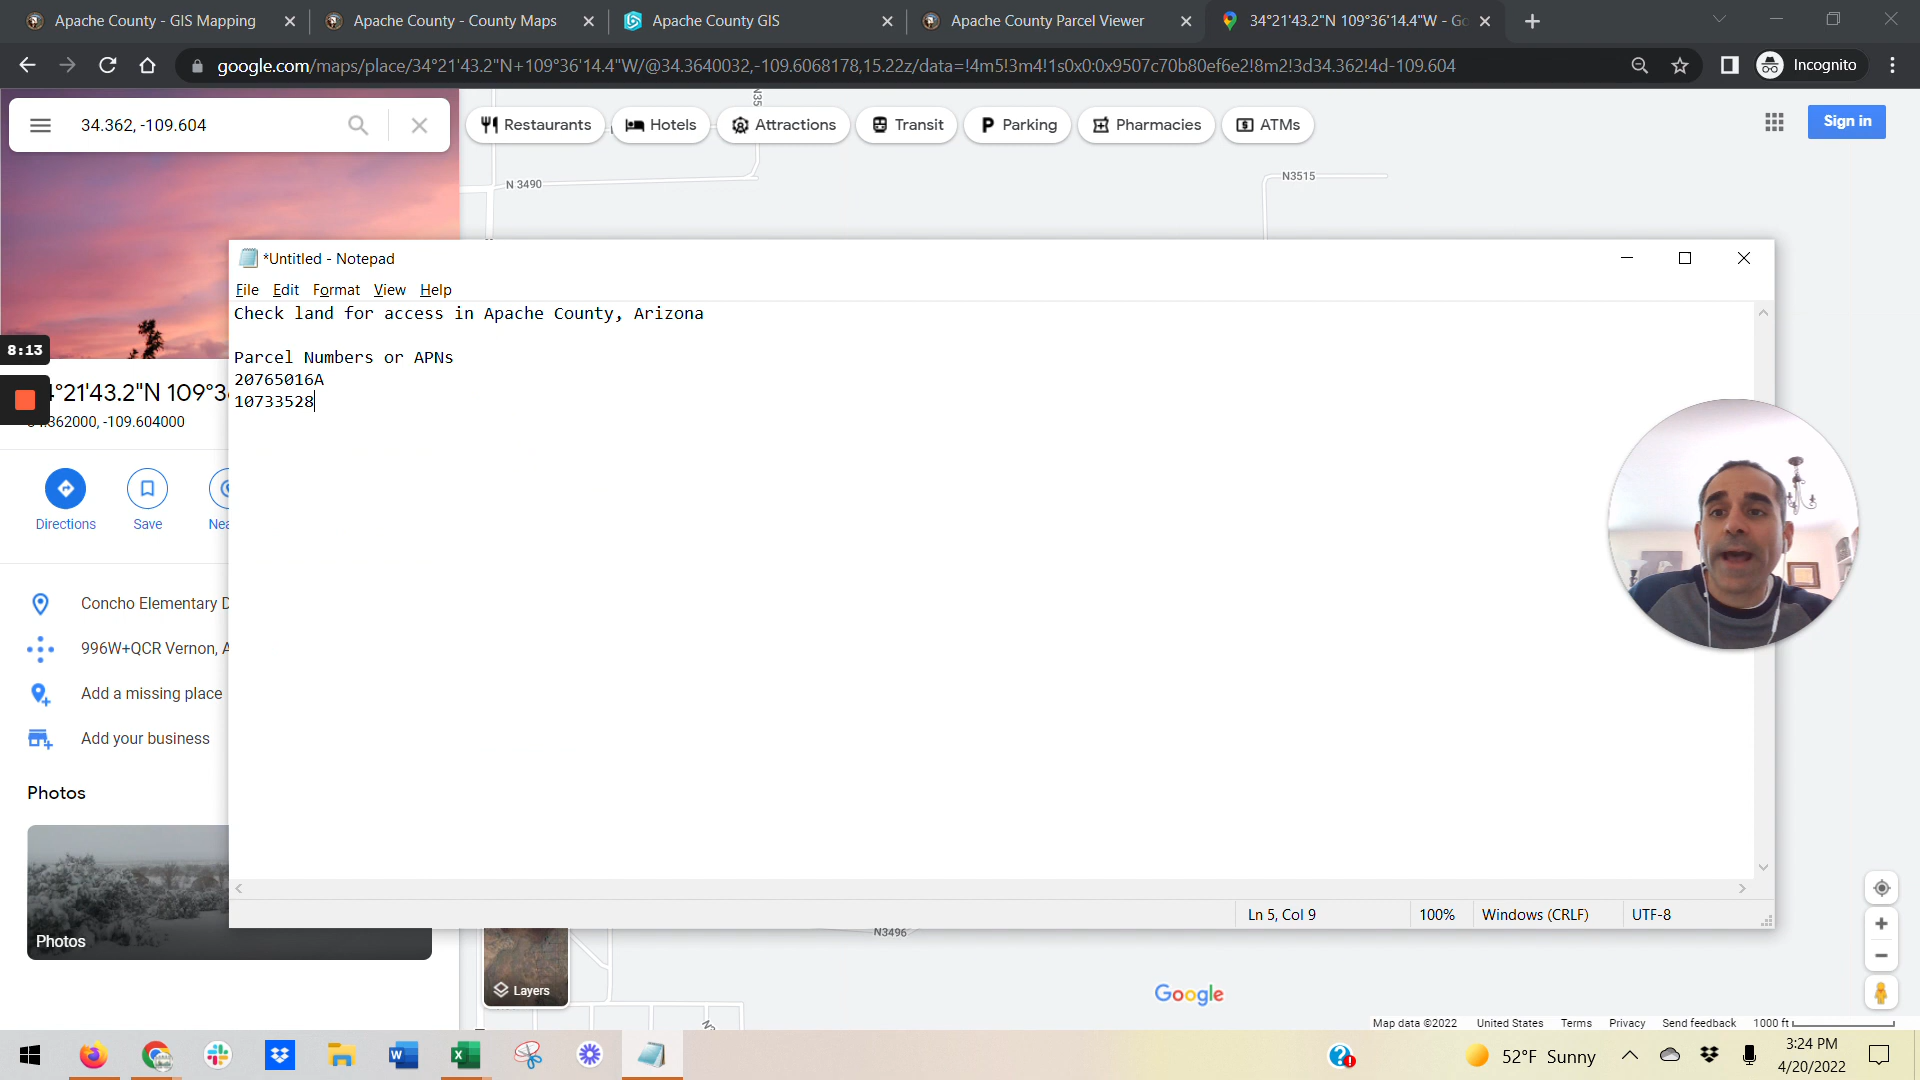 Apache County - GIS Mapping
Apache County - County Maps
Apache County GIS
Apache County Parcel Viewer
34°21'43.2"N 109°36'14.4"W - Go
google.com/maps/place/34°21'43.2"N+109°36'14.4"W/@34.3640032,-109.6068178,15.22z/data=!4m5!3m4!1s0x0:0x9507c70b80ef6e2!8m2!3d34.362!4d-109.604
Incognito
34.362, -109.604
Restaurants
Hotels
Attractions
Transit
Parking
Pharmacies
ATMs
Sign in
N35
N 3490
N3515
*Untitled - Notepad
File Edit Format View Help
Check land for access in Apache County, Arizona
Parcel Numbers or APNs
20765016A
10733528
8:13
°21'43.2"N 109°3
.362000, -109.604000
Directions
Save
Nea
Concho Elementary D
996W+QCR Vernon, A
Add a missing place
Add your business
Photos
Photos
Ln 5, Col 9
100%
Windows (CRLF)
UTF-8
N3496
Layers
Google
Map data ©2022
United States
Terms
Privacy
Send feedback
1000 ft
52°F Sunny
3:24 PM
4/20/2022